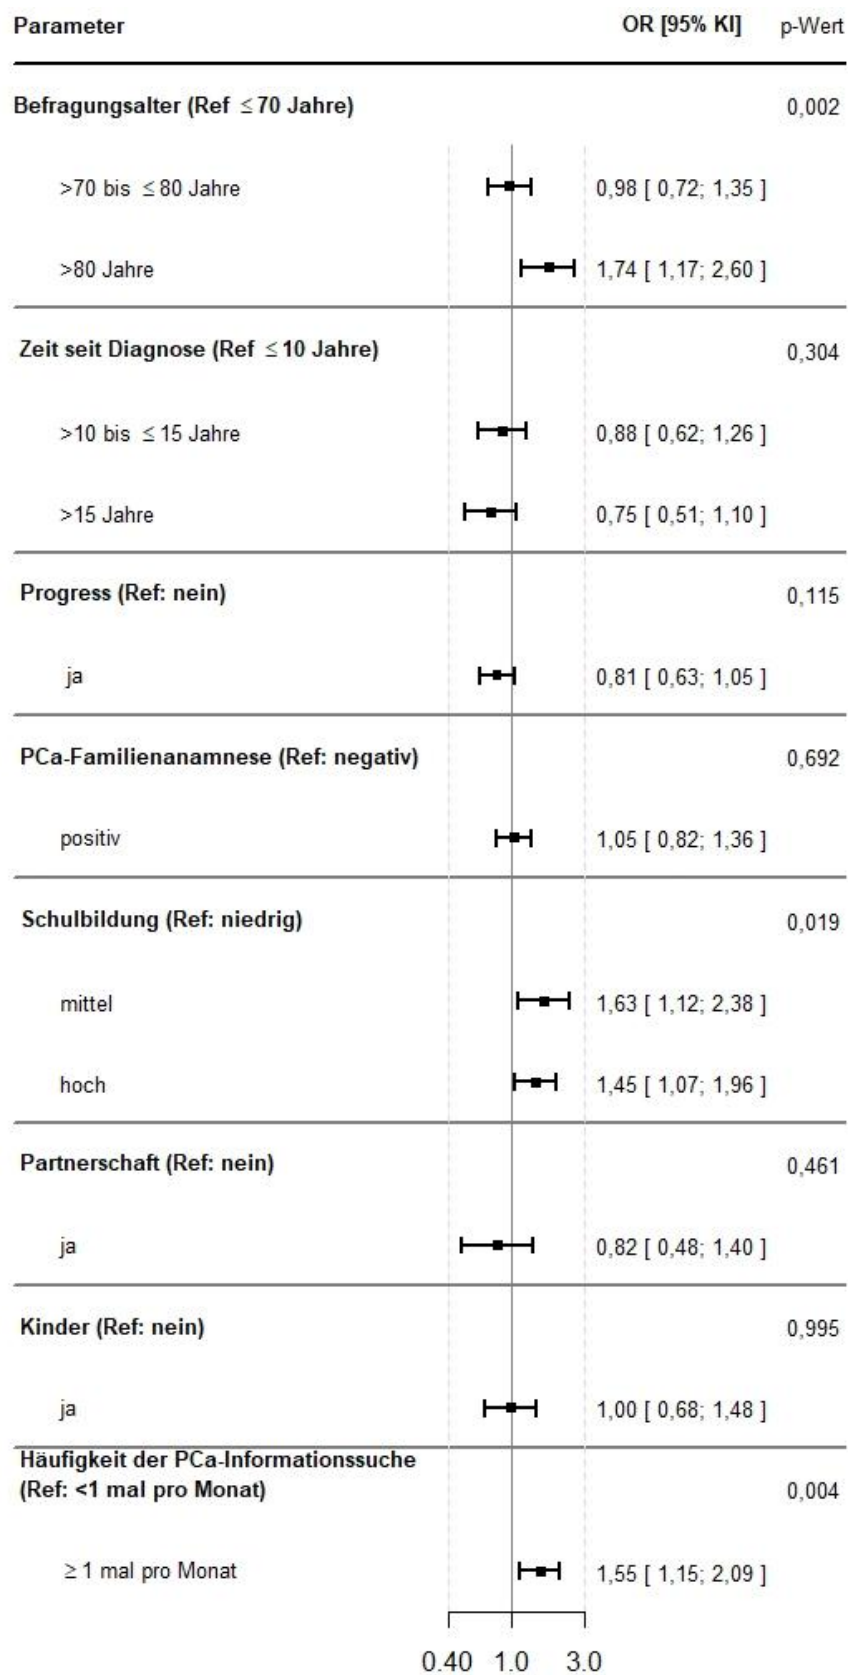 Parameter OR [95% KI] p-Wert
Befragungsalter (Ref ≤ 70 Jahre) 0,002
>70 bis ≤ 80 Jahre 0,98 [ 0,72; 1,35 ]
>80 Jahre 1,74 [ 1,17; 2,60 ]
Zeit seit Diagnose (Ref ≤ 10 Jahre) 0,304
>10 bis ≤ 15 Jahre 0,88 [ 0,62; 1,26 ]
>15 Jahre 0,75 [ 0,51; 1,10 ]
Progress (Ref: nein) 0,115
ja 0,81 [ 0,63; 1,05 ]
PCa-Familienanamnese (Ref: negativ) 0,692
positiv 1,05 [ 0,82; 1,36 ]
Schulbildung (Ref: niedrig) 0,019
mittel 1,63 [ 1,12; 2,38 ]
hoch 1,45 [ 1,07; 1,96 ]
Partnerschaft (Ref: nein) 0,461
ja 0,82 [ 0,48; 1,40 ]
Kinder (Ref: nein) 0,995
ja 1,00 [ 0,68; 1,48 ]
Häufigkeit der PCa-Informationssuche
(Ref: <1 mal pro Monat) 0,004
≥ 1 mal pro Monat 1,55 [ 1,15; 2,09 ]
0.40 1.0 3.0